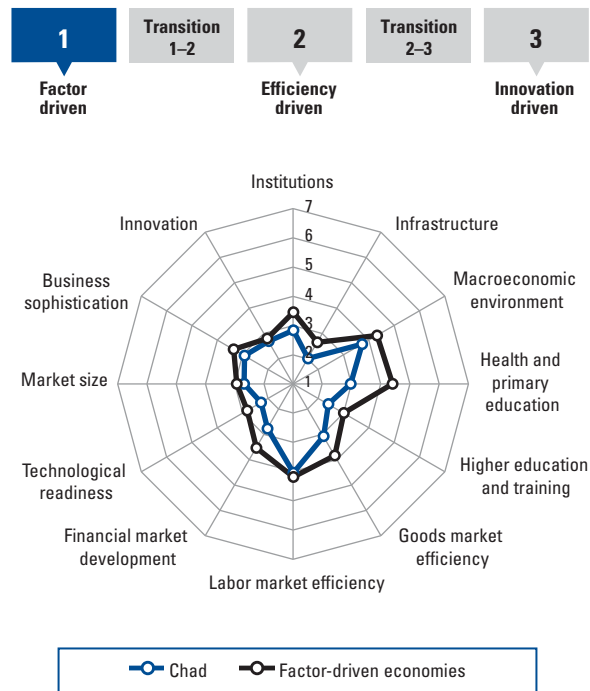 1
Transition
1–2
2
Transition
2–3
3
Factor
driven
Efficiency
driven
Innovation
driven
Institutions
Infrastructure
Macroeconomic
environment
Health and
primary
education
Higher education
and training
Goods market
efficiency
Labor market efficiency
Financial market
development
Technological
readiness
Market size
Business
sophistication
Innovation
7
6
5
4
3
2
1
Chad
Factor-driven economies